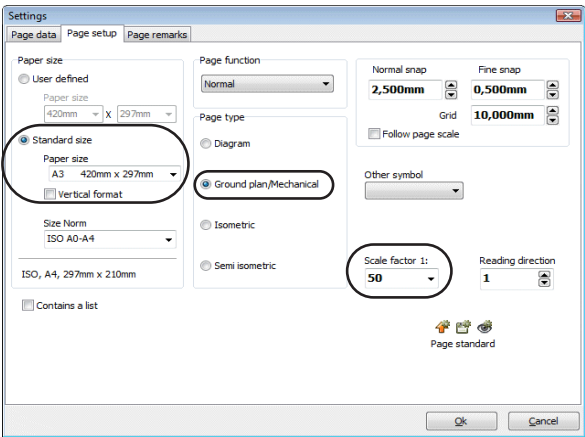 Settings
Page data Page setup Page remarks
Paper size
User defined
Paper size
420mm X 297mm
Standard size
Paper size
A3 420mm x 297mm
Vertical format
Size Norm
ISO A0-A4
ISO, A4, 297mm x 210mm
Contains a list
Page function
Normal
Page type
Diagram
Ground plan/Mechanical
Isometric
Semi isometric
Normal snap Fine snap
2,500mm 0,500mm
Grid 10,000mm
Follow page scale
Other symbol
Scale factor 1: Reading direction
50 1
Page standard
Ok Cancel